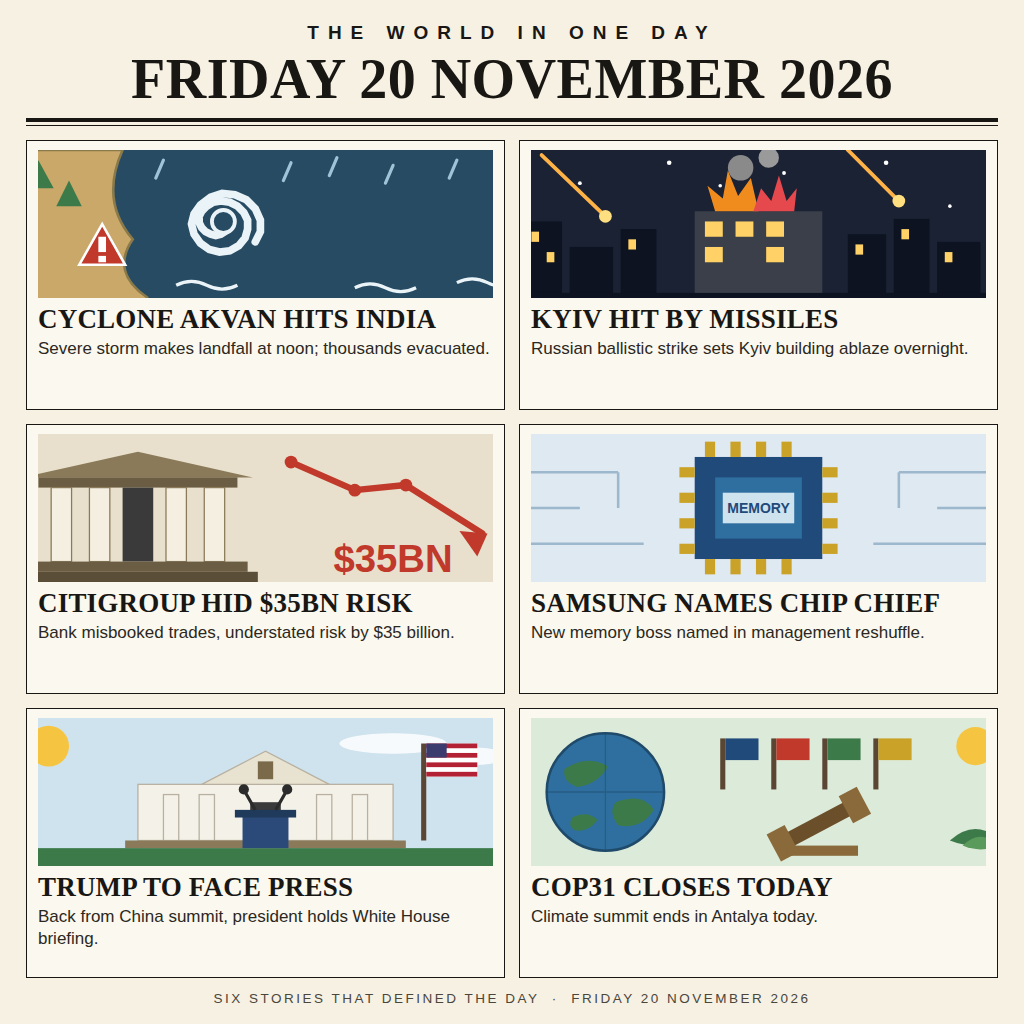 THE WORLD IN ONE DAY
FRIDAY 20 NOVEMBER 2026
CYCLONE AKVAN HITS INDIA
Severe storm makes landfall at noon; thousands evacuated.
KYIV HIT BY MISSILES
Russian ballistic strike sets Kyiv building ablaze overnight.
$35BN
CITIGROUP HID $35BN RISK
Bank misbooked trades, understated risk by $35 billion.
MEMORY
SAMSUNG NAMES CHIP CHIEF
New memory boss named in management reshuffle.
TRUMP TO FACE PRESS
Back from China summit, president holds White House
briefing.
COP31 CLOSES TODAY
Climate summit ends in Antalya today.
SIX STORIES THAT DEFINED THE DAY · FRIDAY 20 NOVEMBER 2026